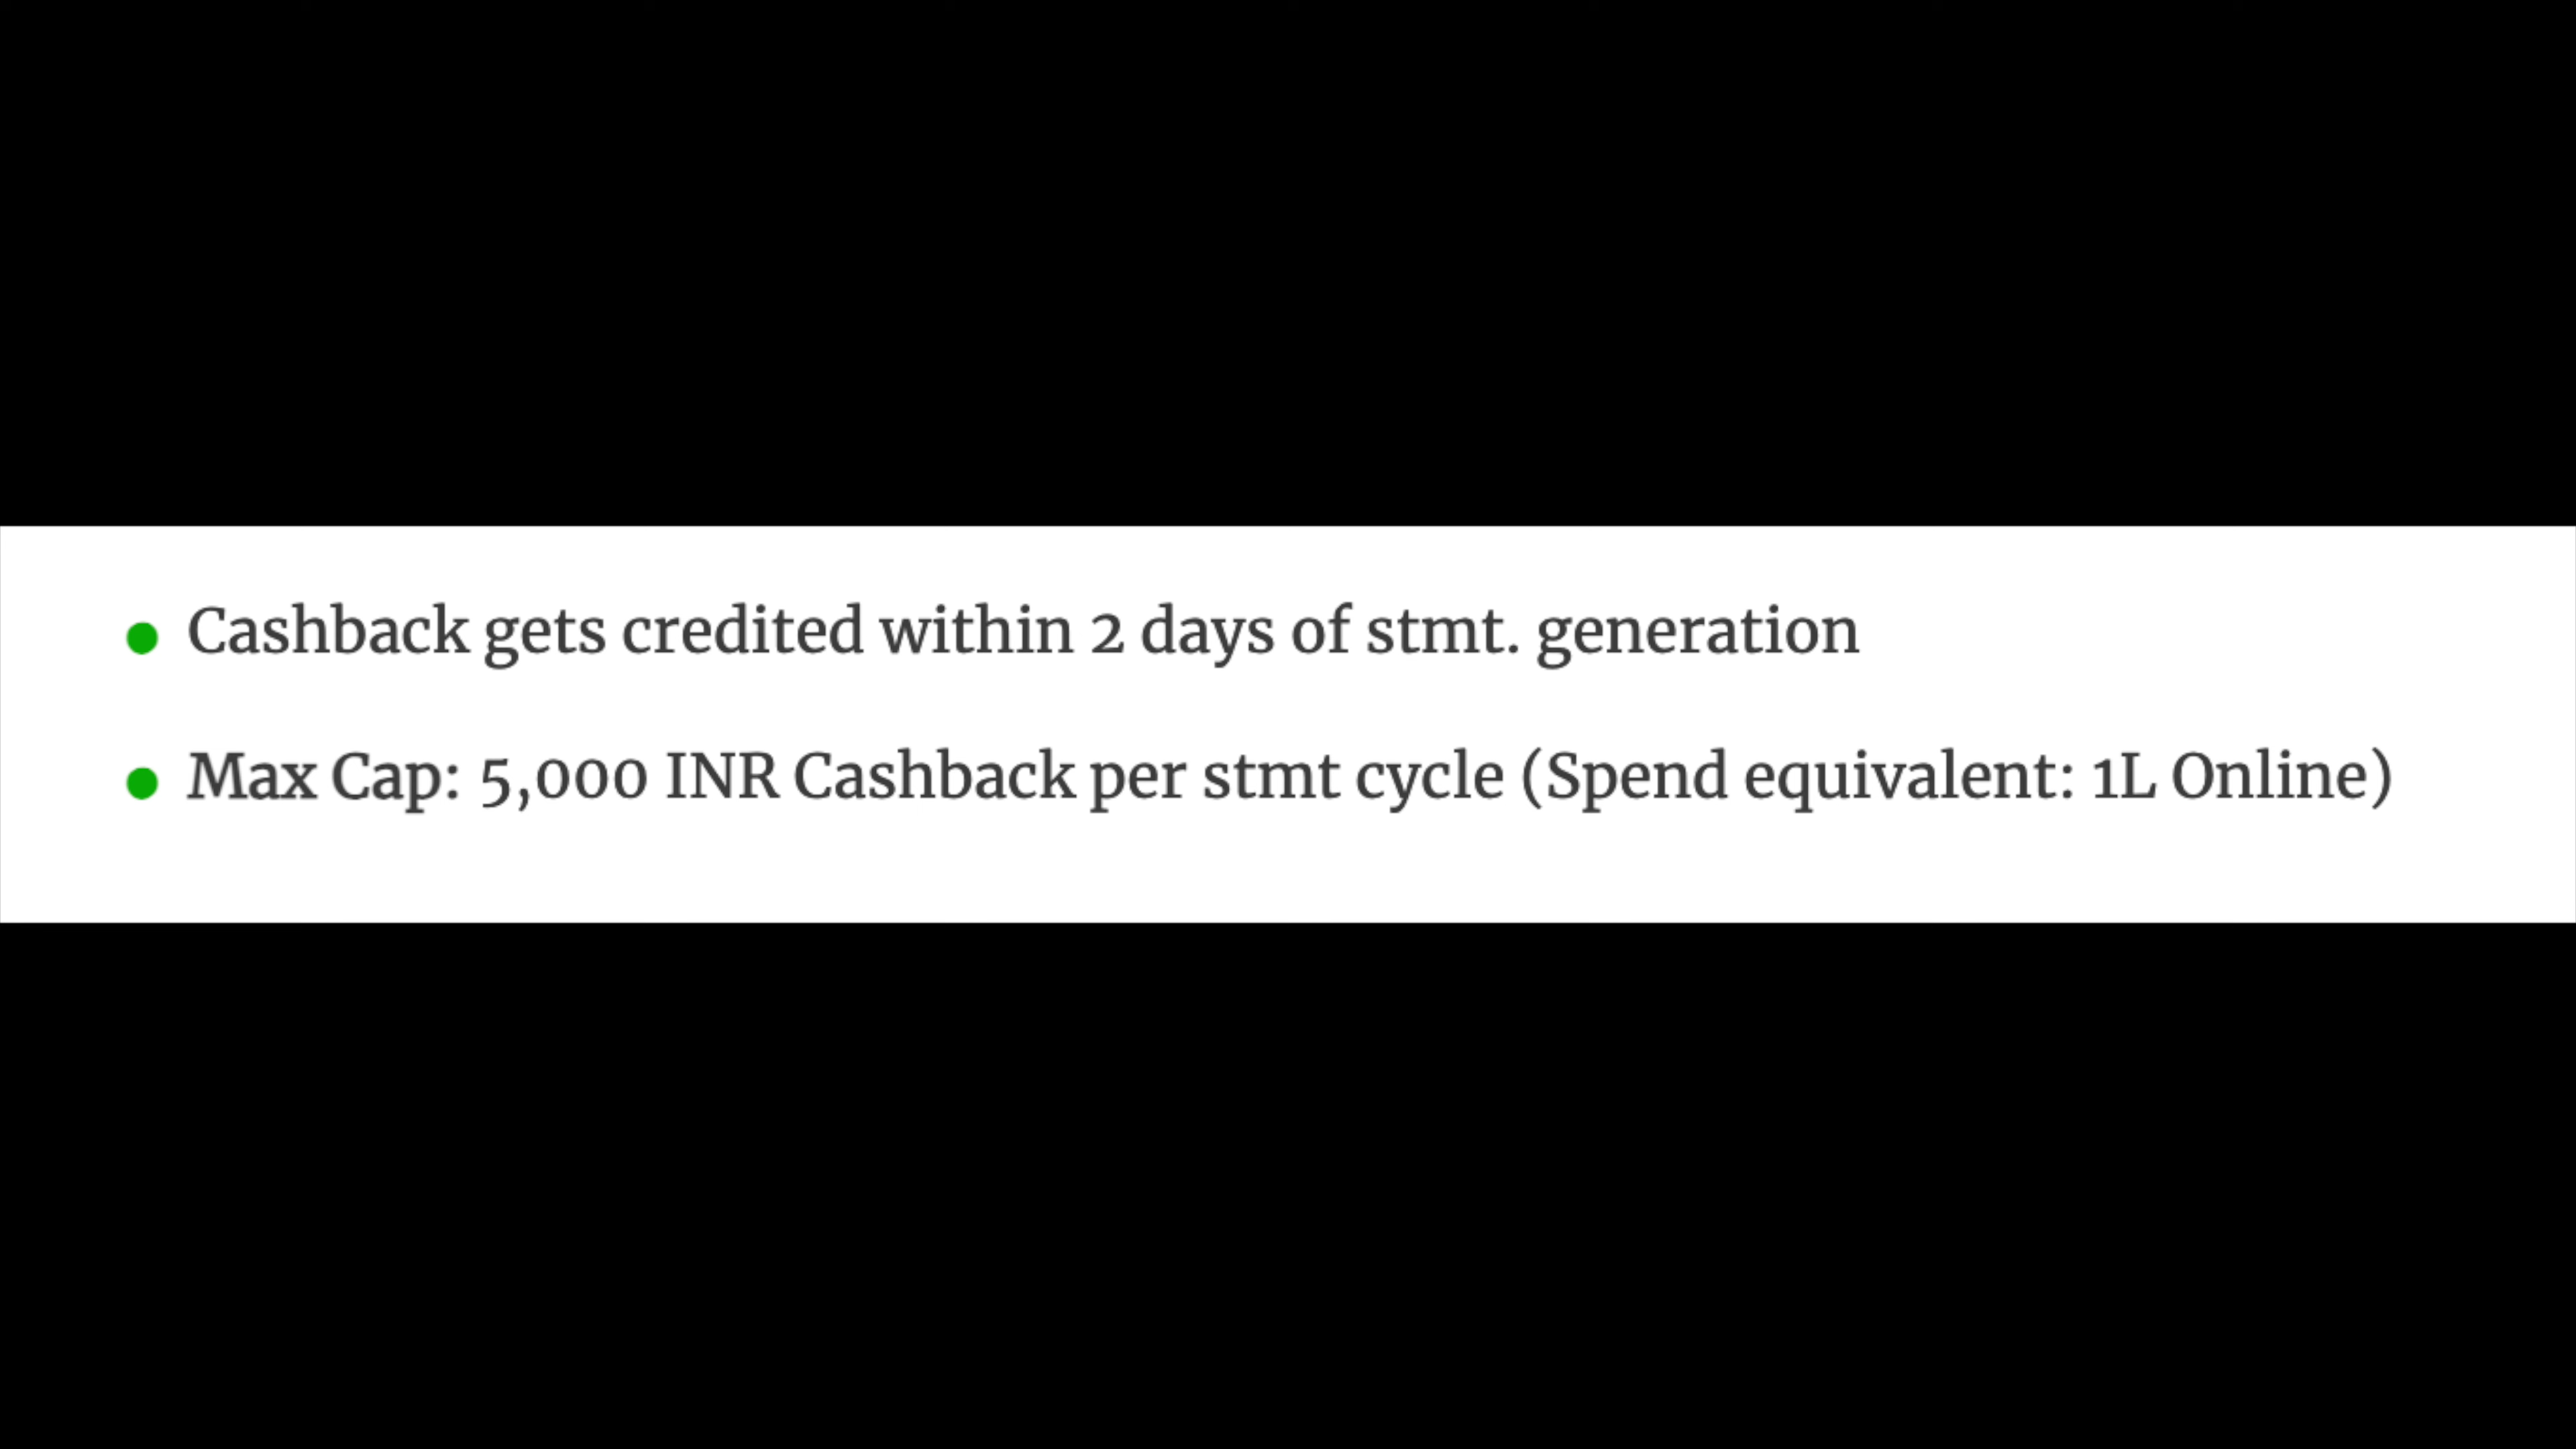 Cashback gets credited within 2 days of stmt. generation
Max Cap: 5,000 INR Cashback per stmt cycle (Spend equivalent: 1L Online)